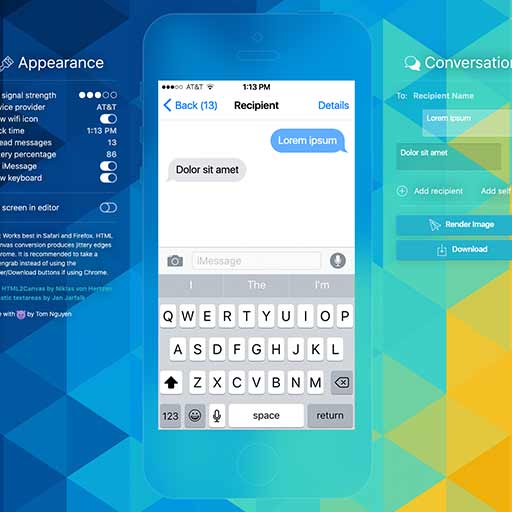 Appearance
signal strength
vice provider AT&T
w wifi icon
ck time 1:13 PM
ead messages 13
tery percentage 86
iMessage
w keyboard
screen in editor
: Works best in Safari and Firefox. HTML
nvas conversion produces jittery edges
rome. It is recommended to take a
engrab instead of using the
er/Download buttons if using Chrome.
HTML2Canvas by Niklas von Hertzen
astic textareas by Jan Jarfalk
e with 😈 by Tom Nguyen
AT&T 1:13 PM
Back (13) Recipient Details
Lorem ipsum
Dolor sit amet
iMessage
I The I'm
Q W E R T Y U I O P
A S D F G H J K L
Z X C V B N M
123 space return
Conversation
To: Recipient Name
Lorem ipsum
Dolor sit amet
Add recipient Add self
Render Image
Download